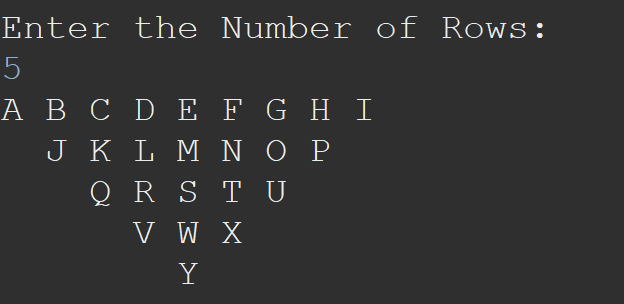 Enter the Number of Rows:
5
A B C D E F G H I
  J K L M N O P
    Q R S T U
      V W X
        Y